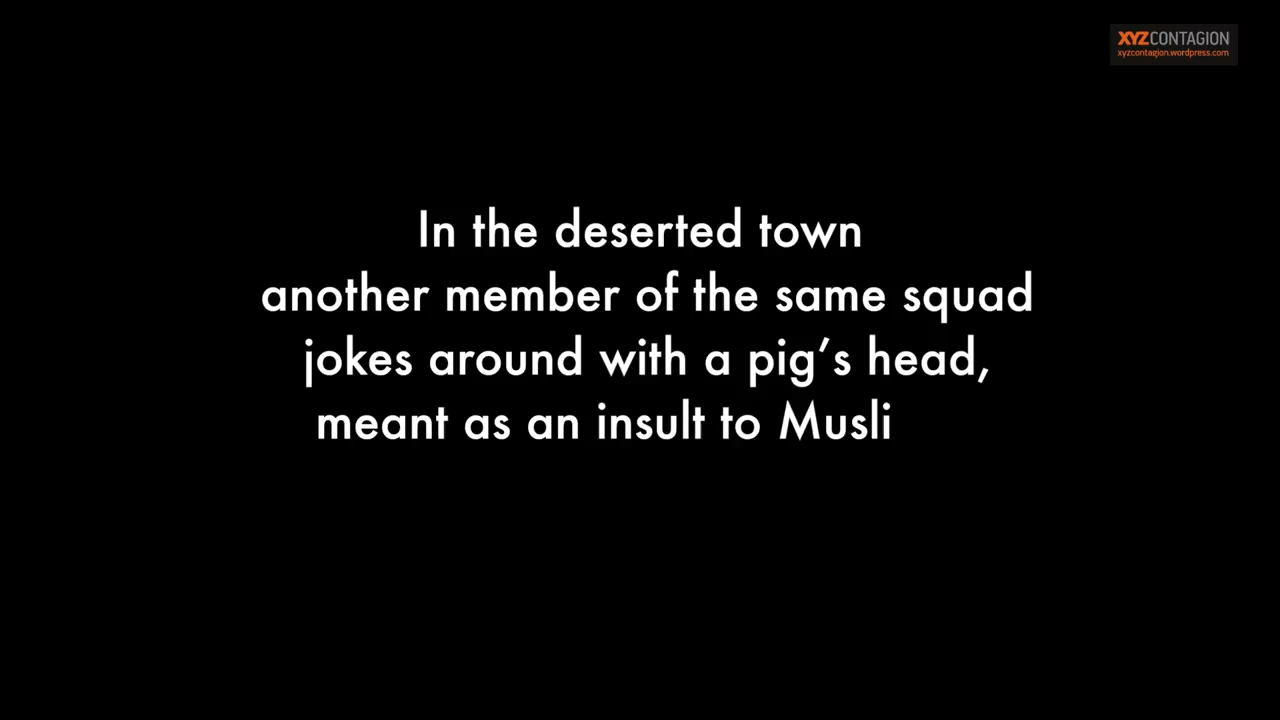 XYZCONTAGION
xyzcontagion.wordpress.com
In the deserted town
another member of the same squad
jokes around with a pig’s head,
meant as an insult to Musli